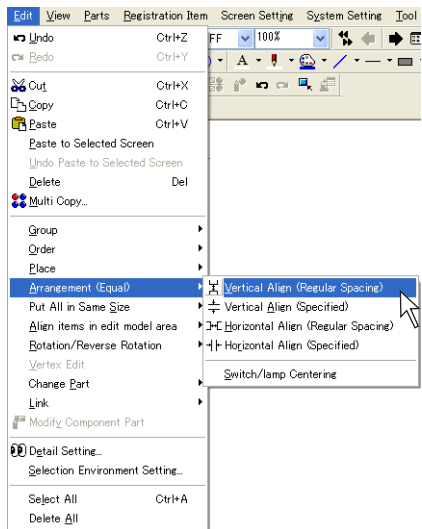 Edit View Parts Registration Item Screen Setting System Setting Tool
Undo Ctrl+Z
FF 100%
Redo Ctrl+Y
A
Cut Ctrl+X
Copy Ctrl+C
Paste Ctrl+V
Paste to Selected Screen
Undo Paste to Selected Screen
Delete Del
Multi Copy...
Group
Order
Place
Arrangement (Equal)
Vertical Align (Regular Spacing)
Put All in Same Size
Vertical Align (Specified)
Align items in edit model area
Horizontal Align (Regular Spacing)
Rotation/Reverse Rotation
Horizontal Align (Specified)
Vertex Edit
Switch/lamp Centering
Change Part
Link
Modify Component Part
Detail Setting...
Selection Environment Setting...
Select All Ctrl+A
Delete All